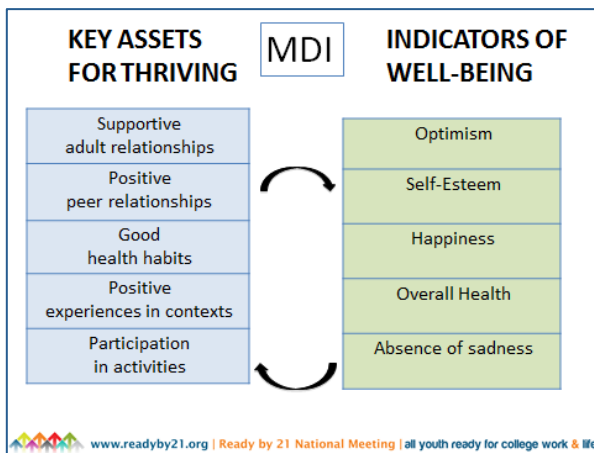 KEY ASSETS
FOR THRIVING
MDI
INDICATORS OF
WELL-BEING
Supportive
adult relationships
Positive
peer relationships
Good
health habits
Positive
experiences in contexts
Participation
in activities
Optimism
Self-Esteem
Happiness
Overall Health
Absence of sadness
www.readyby21.org | Ready by 21 National Meeting | all youth ready for college work & life